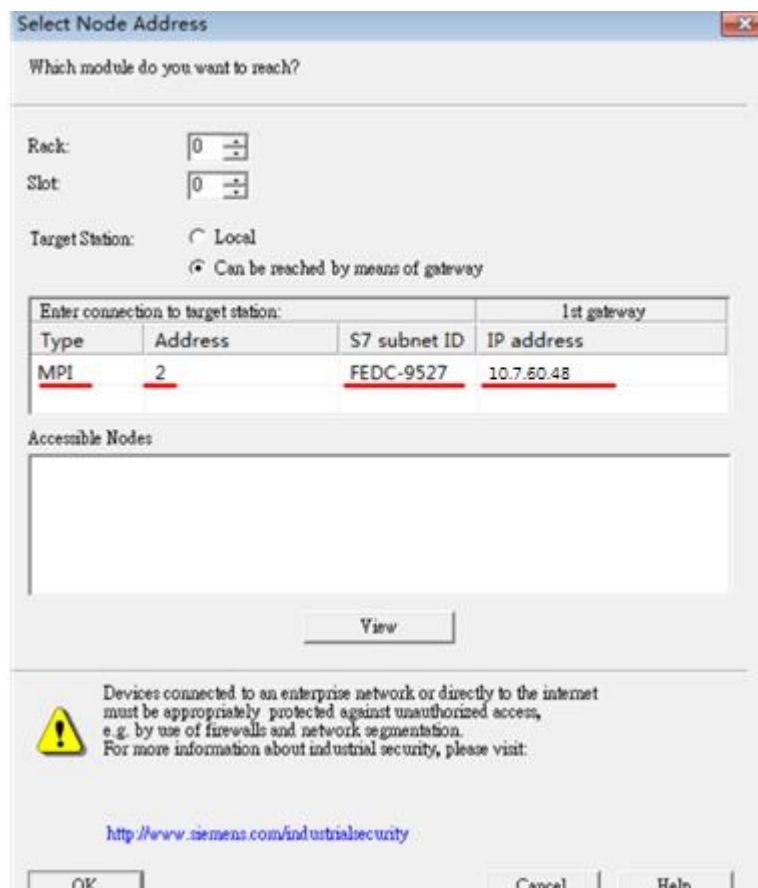 Select Node Address
Which module do you want to reach?
Rack: 0
Slot: 0
Target Station: Local
Can be reached by means of gateway
Enter connection to target station: 1st gateway
Type Address S7 subnet ID IP address
MPI 2 FEDC-9527 10.7.60.48
Accessible Nodes
View
Devices connected to an enterprise network or directly to the internet
must be appropriately protected against unauthorized access,
e.g. by use of firewalls and network segmentation.
For more information about industrial security, please visit:
http://www.siemens.com/industrialsecurity
OK Cancel Help